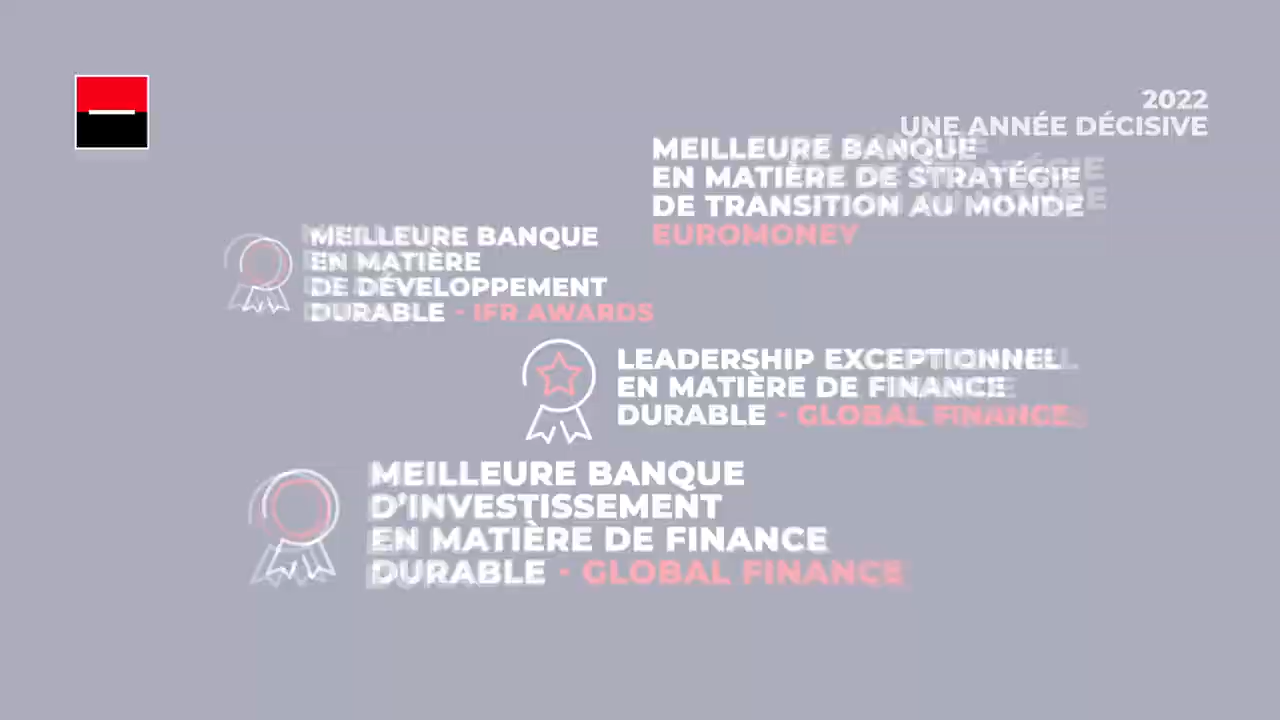 2022
UNE ANNÉE DÉCISIVE
MEILLEURE BANQUE
EN MATIÈRE DE STRATÉGIE
DE TRANSITION AU MONDE
EUROMONEY
MEILLEURE BANQUE
EN MATIÈRE
DE DÉVELOPPEMENT
DURABLE - IFR AWARDS
LEADERSHIP EXCEPTIONNEL
EN MATIÈRE DE FINANCE
DURABLE - GLOBAL FINANCE
MEILLEURE BANQUE
D'INVESTISSEMENT
EN MATIÈRE DE FINANCE
DURABLE - GLOBAL FINANCE